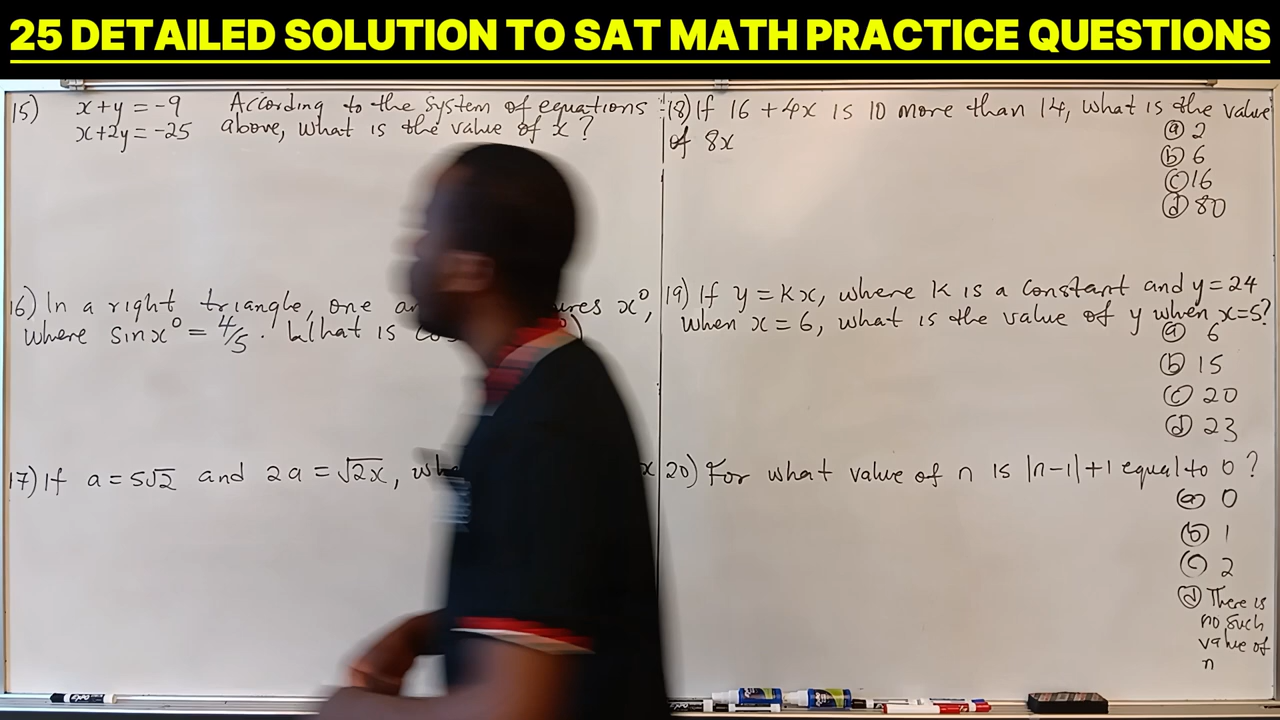 25 DETAILED SOLUTION TO SAT MATH PRACTICE QUESTIONS
15) x+y = -9 According to the system of equations
x+2y = -25 above, what is the value of x ?
16) In a right triangle, one x°,
where sin x° = 4/5 . What is
17) If a = 5√2 and 2a = √2x, x
18) If 16 + 4x is 10 more than 14, what is the value
of 8x
(a) 2
(b) 6
(c) 16
(d) 80
19) If y = kx, where k is a constant and y = 24
when x = 6, what is the value of y when x=5?
(a) 6
(b) 15
(c) 20
(d) 23
20) For what value of n is |n-1|+1 equal to 0 ?
(a) 0
(b) 1
(c) 2
(d) There is
no such
value of
n